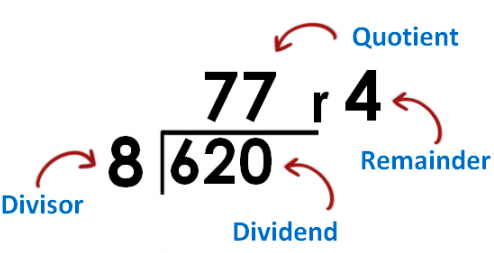 Quotient
77 r 4
8 620
Remainder
Divisor
Dividend